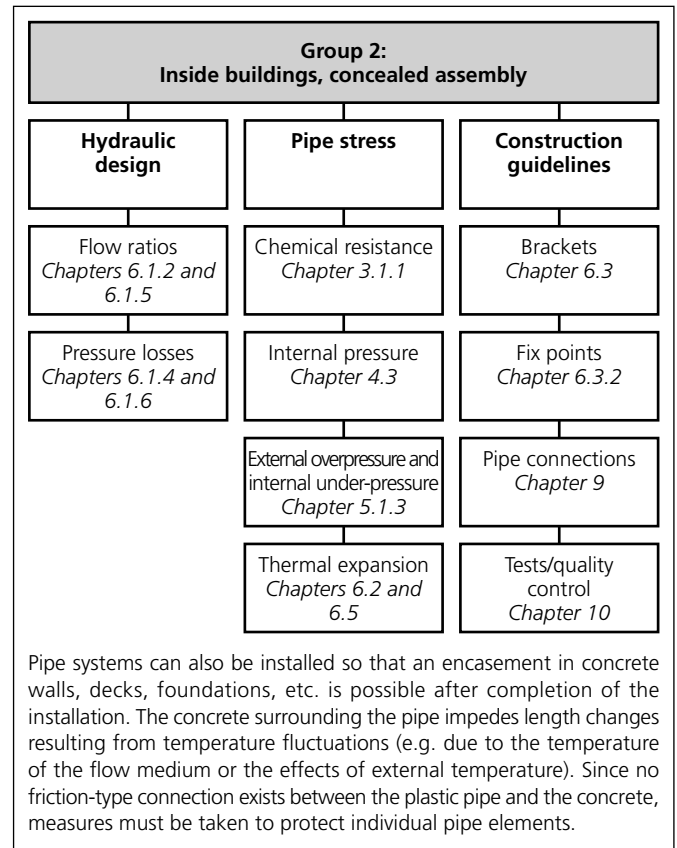 Group 2:
Inside buildings, concealed assembly
Hydraulic
design
Flow ratios
Chapters 6.1.2 and
6.1.5
Pressure losses
Chapters 6.1.4 and
6.1.6
Pipe stress
Chemical resistance
Chapter 3.1.1
Internal pressure
Chapter 4.3
External overpressure and
internal under-pressure
Chapter 5.1.3
Thermal expansion
Chapters 6.2 and
6.5
Construction
guidelines
Brackets
Chapter 6.3
Fix points
Chapter 6.3.2
Pipe connections
Chapter 9
Tests/quality
control
Chapter 10
Pipe systems can also be installed so that an encasement in concrete
walls, decks, foundations, etc. is possible after completion of the
installation. The concrete surrounding the pipe impedes length changes
resulting from temperature fluctuations (e.g. due to the temperature
of the flow medium or the effects of external temperature). Since no
friction-type connection exists between the plastic pipe and the concrete,
measures must be taken to protect individual pipe elements.